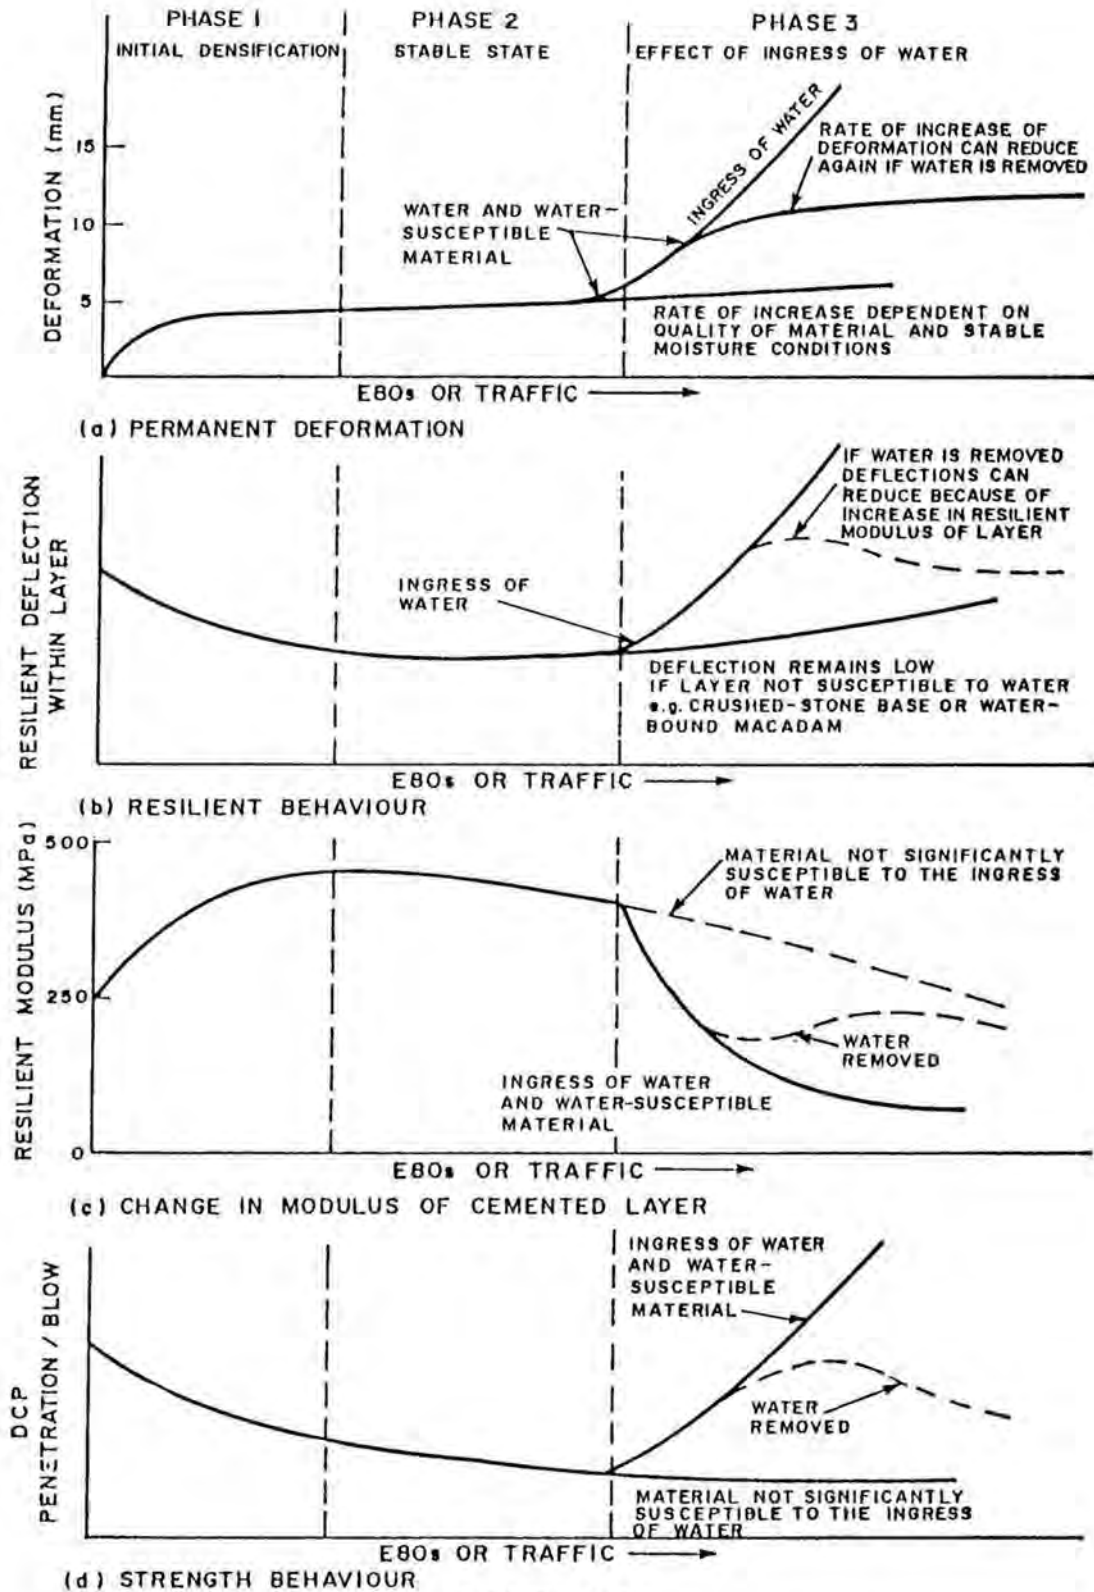 PHASE 1
INITIAL DENSIFICATION
PHASE 2
STABLE STATE
PHASE 3
EFFECT OF INGRESS OF WATER
DEFORMATION (mm)
15
10
5
INGRESS OF WATER
RATE OF INCREASE OF
DEFORMATION CAN REDUCE
AGAIN IF WATER IS REMOVED
WATER AND WATER-
SUSCEPTIBLE
MATERIAL
RATE OF INCREASE DEPENDENT ON
QUALITY OF MATERIAL AND STABLE
MOISTURE CONDITIONS
E80s OR TRAFFIC
(a) PERMANENT DEFORMATION
RESILIENT DEFLECTION
WITHIN LAYER
IF WATER IS REMOVED
DEFLECTIONS CAN
REDUCE BECAUSE OF
INCREASE IN RESILIENT
MODULUS OF LAYER
INGRESS OF
WATER
DEFLECTION REMAINS LOW
IF LAYER NOT SUSCEPTIBLE TO WATER
e.g. CRUSHED-STONE BASE OR WATER-
BOUND MACADAM
E80s OR TRAFFIC
(b) RESILIENT BEHAVIOUR
RESILIENT MODULUS (MPa)
500
250
0
MATERIAL NOT SIGNIFICANTLY
SUSCEPTIBLE TO THE INGRESS
OF WATER
WATER
REMOVED
INGRESS OF WATER
AND WATER-SUSCEPTIBLE
MATERIAL
E80s OR TRAFFIC
(c) CHANGE IN MODULUS OF CEMENTED LAYER
DCP
PENETRATION / BLOW
INGRESS OF WATER
AND WATER-
SUSCEPTIBLE
MATERIAL
WATER
REMOVED
MATERIAL NOT SIGNIFICANTLY
SUSCEPTIBLE TO THE INGRESS
OF WATER
E80s OR TRAFFIC
(d) STRENGTH BEHAVIOUR